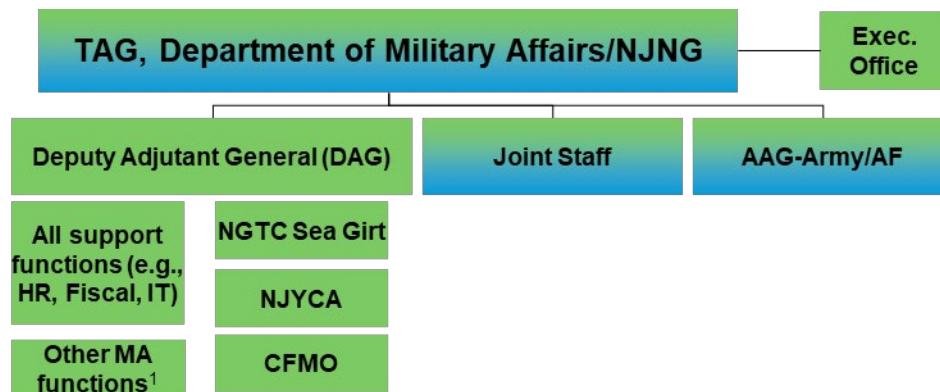 TAG, Department of Military Affairs/NJNG
Exec.
Office
Deputy Adjutant General (DAG)
Joint Staff
AAG-Army/AF
All support
functions (e.g.,
HR, Fiscal, IT)
NGTC Sea Girt
NJYCA
Other MA
functions¹
CFMO